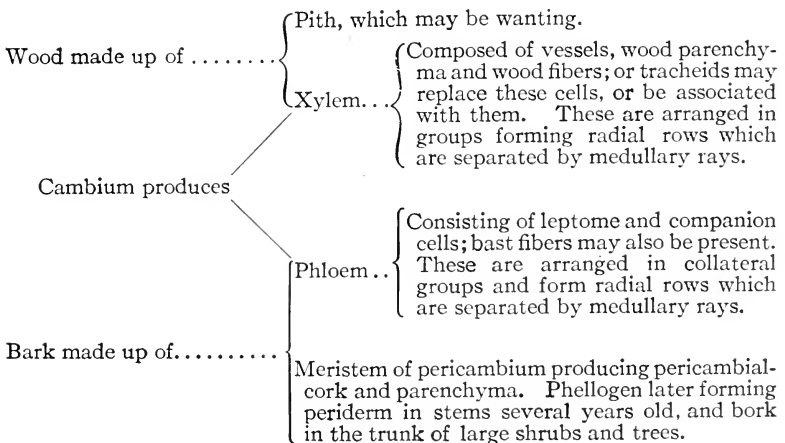 Pith, which may be wanting.
Wood made up of ........
Xylem...
Composed of vessels, wood parenchy-
ma and wood fibers; or tracheids may
replace these cells, or be associated
with them. These are arranged in
groups forming radial rows which
are separated by medullary rays.
Cambium produces
Phloem ..
Consisting of leptome and companion
cells; bast fibers may also be present.
These are arranged in collateral
groups and form radial rows which
are separated by medullary rays.
Bark made up of..........
Meristem of pericambium producing pericambial-
cork and parenchyma. Phellogen later forming
periderm in stems several years old, and bork
in the trunk of large shrubs and trees.